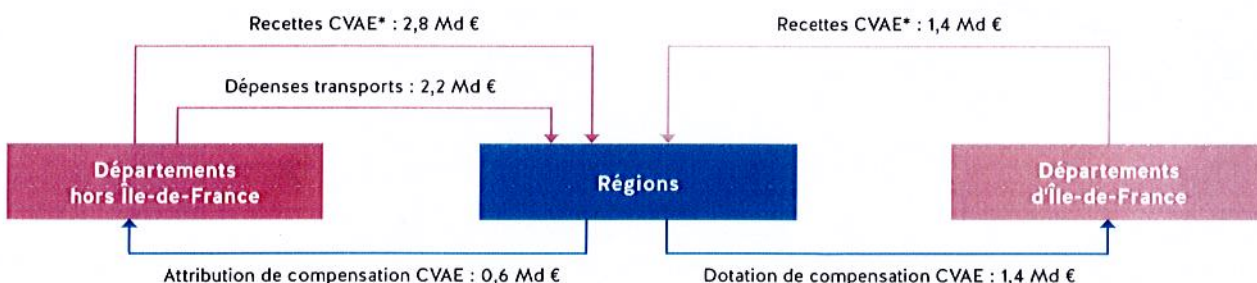 Recettes CVAE* : 2,8 Md €
Recettes CVAE* : 1,4 Md €
Dépenses transports : 2,2 Md €
Départements
hors Île-de-France
Régions
Départements
d'Île-de-France
Attribution de compensation CVAE : 0,6 Md €
Dotation de compensation CVAE : 1,4 Md €